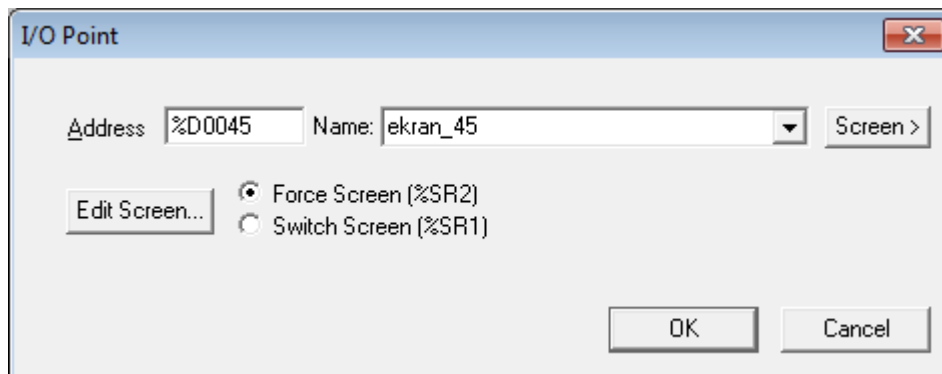 I/O Point
Address %D0045 Name: ekran_45 Screen >
Edit Screen... Force Screen (%SR2)
Switch Screen (%SR1)
OK Cancel